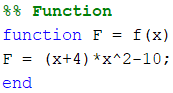 %% Function
function F = f(x)
F = (x+4)*x^2-10;
end